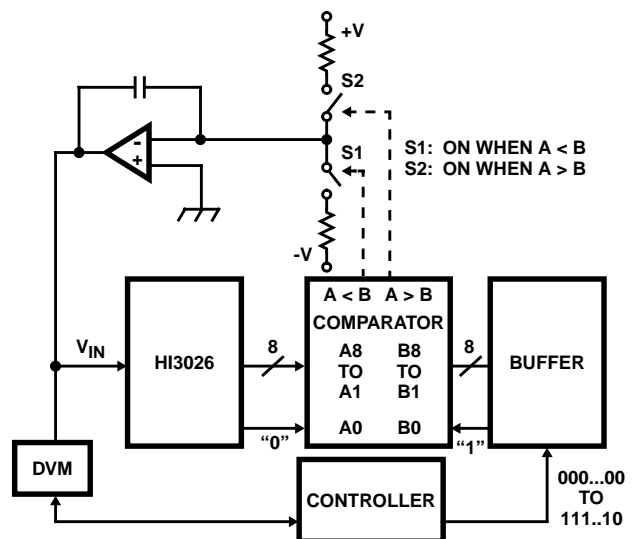 +V
S2
-
+
S1
S1: ON WHEN A < B
S2: ON WHEN A > B
-V
A < B A > B
COMPARATOR
V_IN
HI3026
8
A8 B8
TO TO
A1 B1
8
BUFFER
"0"
A0 B0
"1"
DVM
CONTROLLER
000...00
TO
111..10